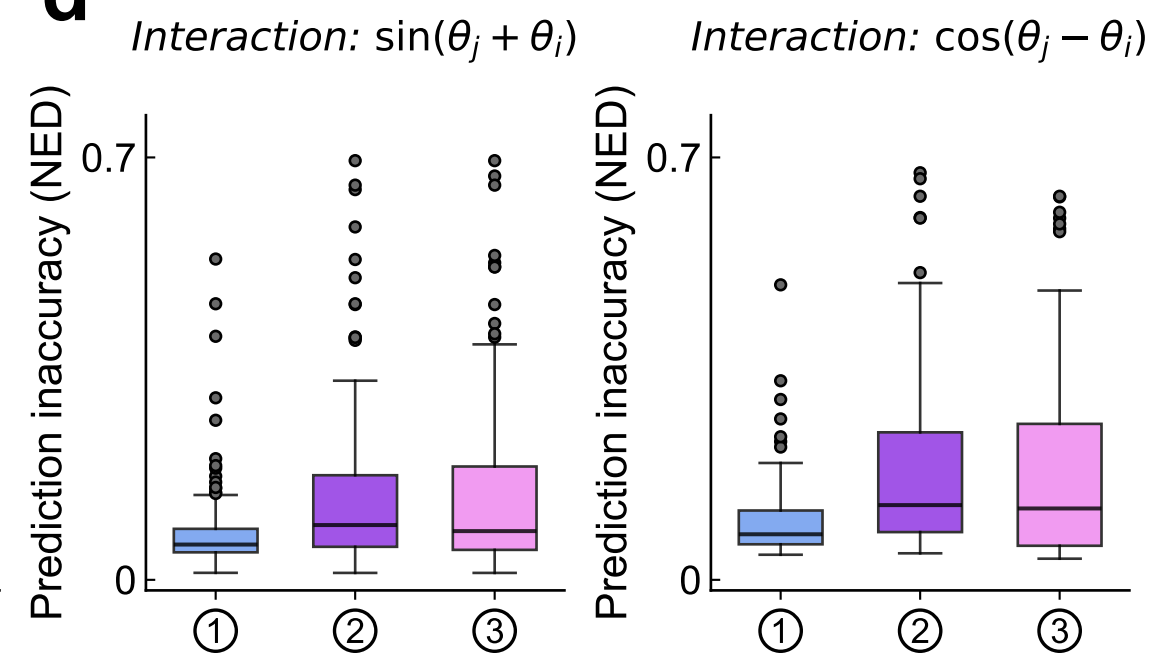 d
Interaction: sin(θj + θi)
Prediction inaccuracy (NED)
0.7
0
① ② ③
Interaction: cos(θj − θi)
Prediction inaccuracy (NED)
0.7
0
① ② ③